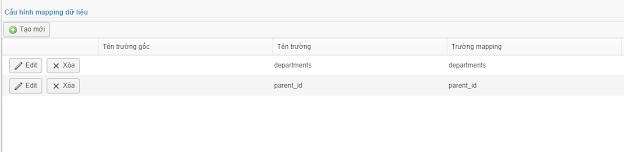 Cấu hình mapping dữ liệu
Tạo mới
Tên trường gốc Tên trường Trường mapping
Edit Xóa departments departments
Edit Xóa parent_id parent_id